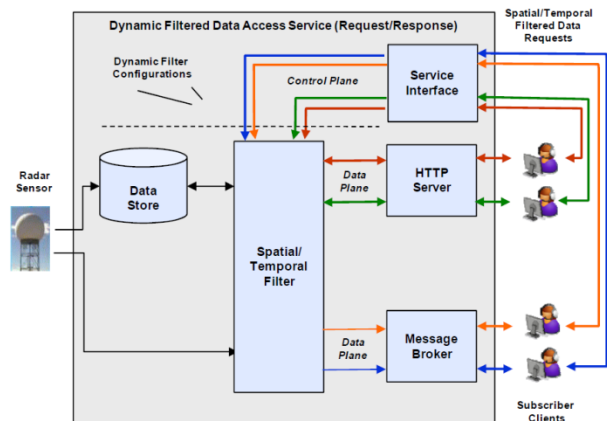 Dynamic Filtered Data Access Service (Request/Response)
Spatial/Temporal
Filtered Data
Requests
Dynamic Filter
Configurations
Control Plane
Service
Interface
Radar
Sensor
Data
Store
Spatial/
Temporal
Filter
Data
Plane
HTTP
Server
Data
Plane
Message
Broker
Subscriber
Clients